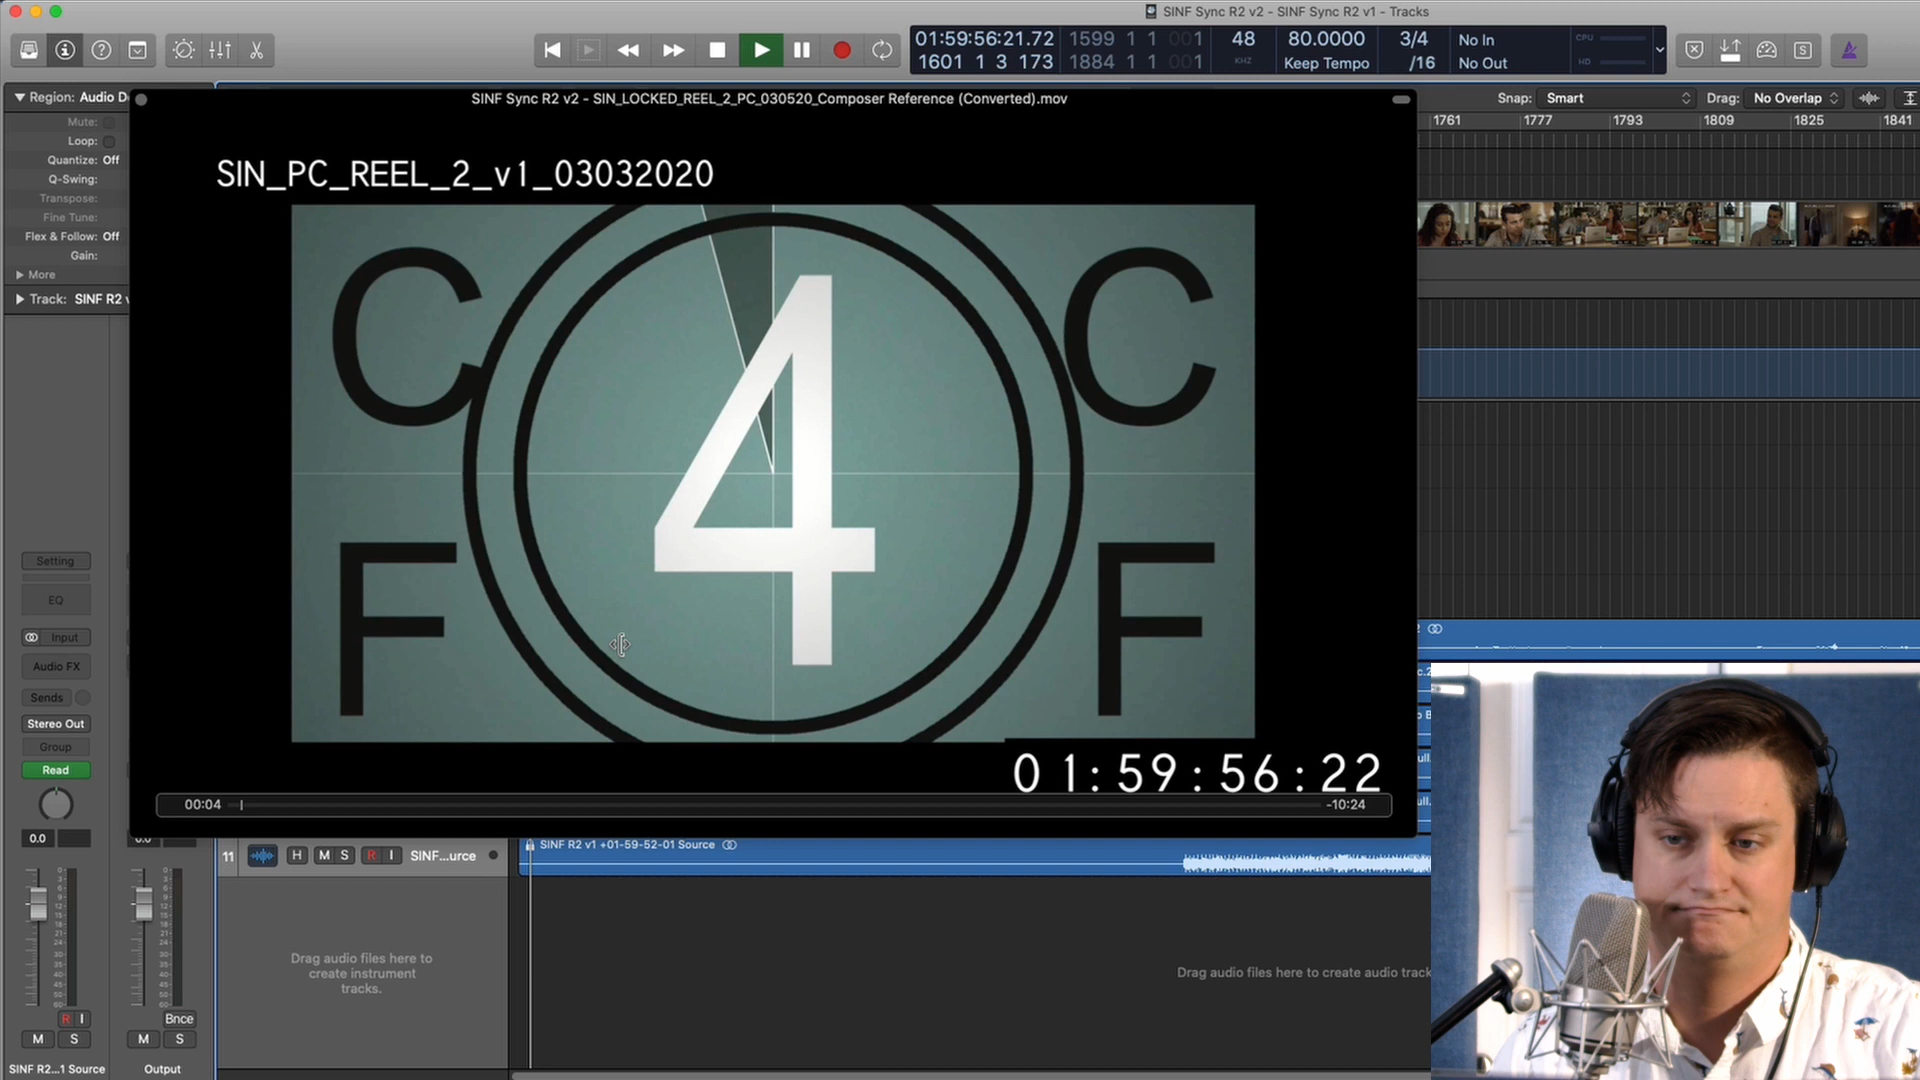 SINF Sync R2 v2 - SINF Sync R2 v1 - Tracks
01:59:56:21.72
1601 1 3 173
1599 1 1 001
1884 1 1 001
48
KHZ
80.0000
Keep Tempo
3/4
/16
No In
No Out
CPU
HD
S
Region: Audio D
SINF Sync R2 v2 - SIN_LOCKED_REEL_2_PC_030520_Composer Reference (Converted).mov
Snap: Smart
Drag: No Overlap
Mute:
Loop:
Quantize: Off
Q-Swing:
Transpose:
Fine Tune:
Flex & Follow: Off
Gain:
More
Track: SINF R2 v
1761 1777 1793 1809 1825 1841
SIN_PC_REEL_2_v1_03032020
C 4 C
F F
01:59:56:22
00:04 -10:24
Setting
EQ
Input
Audio FX
Sends
Stereo Out
Group
Read
0.0
R I
Bnce
M S
M S
SINF R2...1 Source
Output
11 H M S R I SINF...urce
SINF R2 v1 +01-59-52-01 Source
Drag audio files here to
create instrument
tracks.
Drag audio files here to create audio track